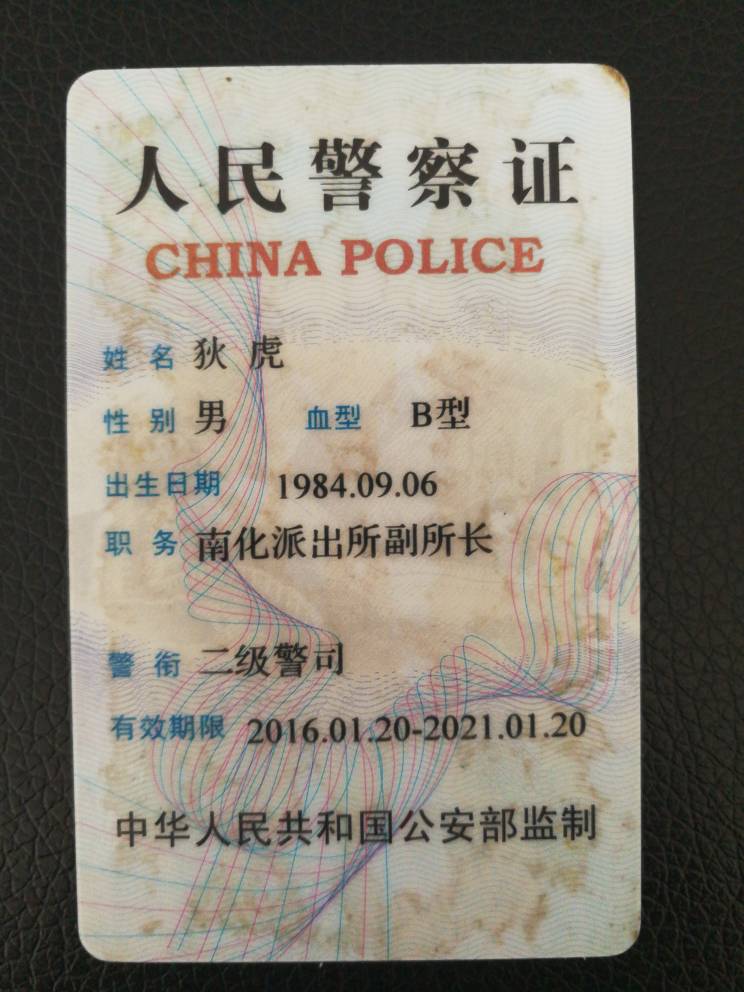 人民警察证
CHINA POLICE
姓名 狄虎
性别 男 血型 B型
出生日期 1984.09.06
职务 南化派出所副所长
警衔 二级警司
有效期限 2016.01.20-2021.01.20
中华人民共和国公安部监制